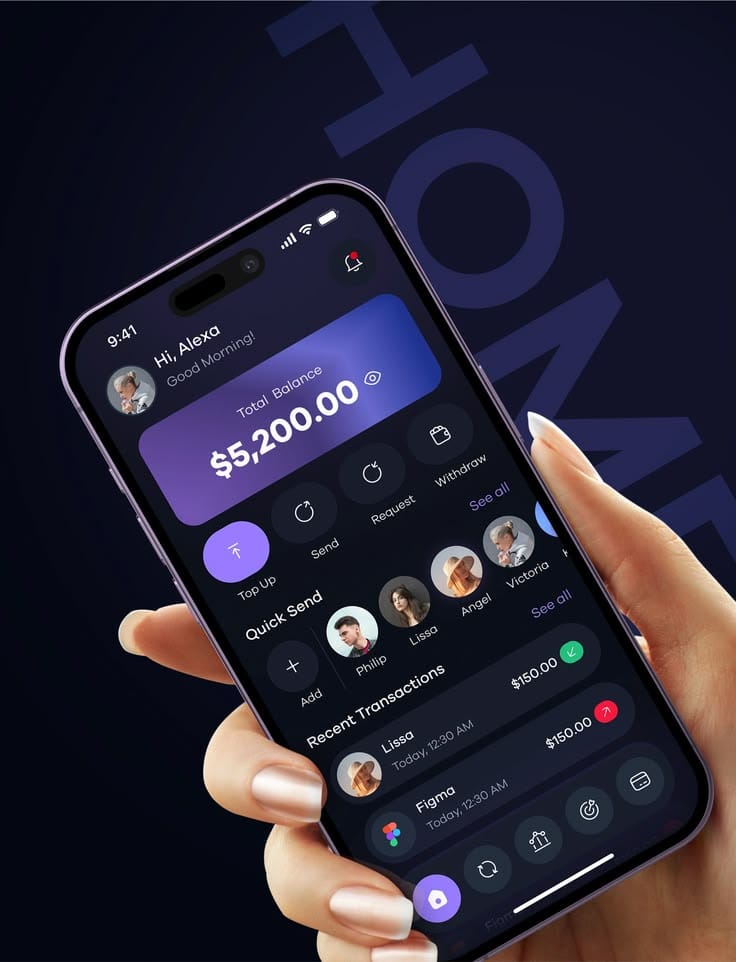 HOME
9:41
Hi, Alexa
Good Morning!
Total Balance
$5,200.00
Top Up
Send
Request
Withdraw
Quick Send
See all
Add
Philip
Lissa
Angel
Victoria
Recent Transactions
See all
Lissa
Today, 12:30 AM
$150.00
Figma
Today, 12:30 AM
$150.00